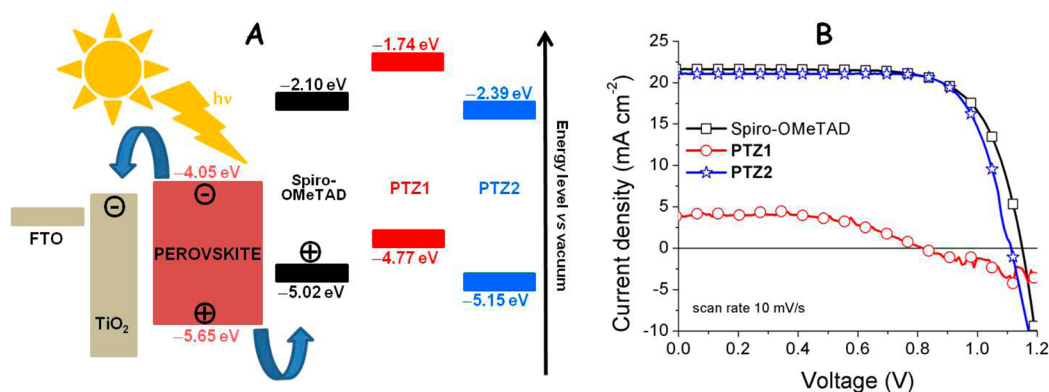 A
hν
−4.05 eV
FTO
TiO2
PEROVSKITE
−5.65 eV
−2.10 eV
Spiro-
OMeTAD
−5.02 eV
−1.74 eV
PTZ1
−4.77 eV
−2.39 eV
PTZ2
−5.15 eV
Energy level vs vacuum
B
Current density (mA cm−2)
25
20
15
10
5
0
-5
-10
Spiro-OMeTAD
PTZ1
PTZ2
scan rate 10 mV/s
0.0 0.2 0.4 0.6 0.8 1.0 1.2
Voltage (V)